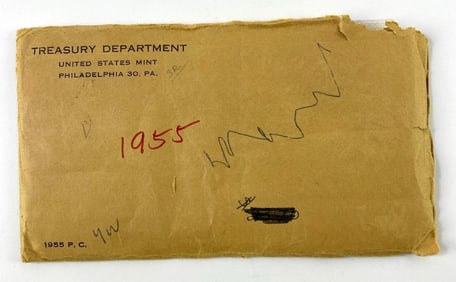 TREASURY DEPARTMENT
UNITED STATES MINT
PHILADELPHIA 30, PA.
1955
1955 P. C.